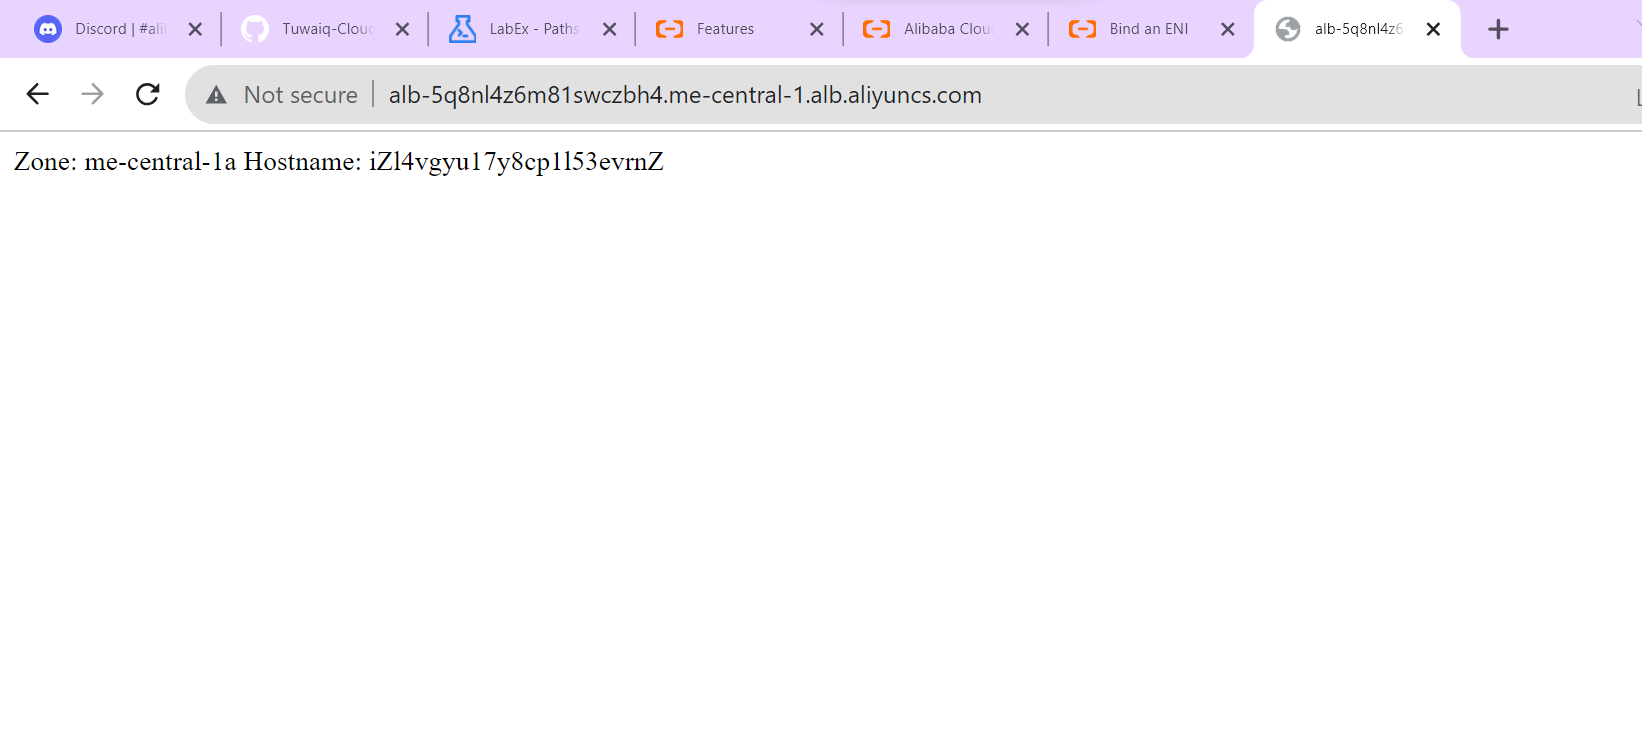 Discord | #ali
Tuwaiq-Cloud
LabEx - Paths
Features
Alibaba Clou
Bind an ENI
alb-5q8nl4z6
Not secure
alb-5q8nl4z6m81swczbh4.me-central-1.alb.aliyuncs.com
Zone: me-central-1a Hostname: iZl4vgyu17y8cp1l53evrnZ